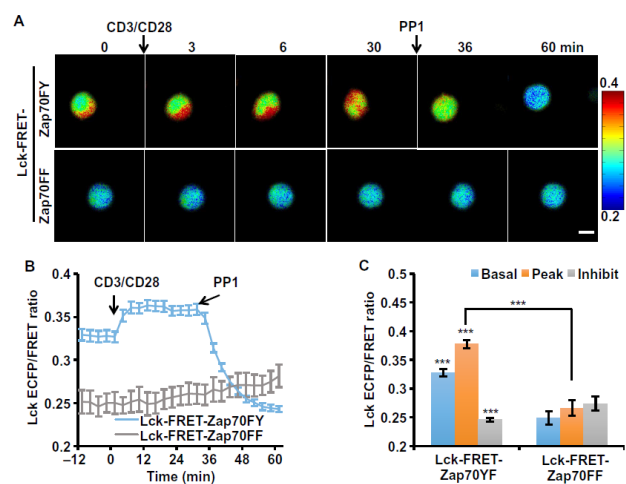 A
CD3/CD28
PP1
0 3 6 30 36 60 min
Lck-FRET-
Zap70FY
Zap70FF
0.4
0.2
B
Lck ECFP/FRET ratio
0.4
0.35
0.3
0.25
0.2
CD3/CD28
PP1
Lck-FRET-Zap70FY
Lck-FRET-Zap70FF
−12 0 12 24 36 48 60
Time (min)
C
Lck ECFP/FRET ratio
0.5
0.45
0.4
0.35
0.3
0.25
0.2
Basal Peak Inhibit
***
***
***
***
Lck-FRET-
Zap70YF
Lck-FRET-
Zap70FF